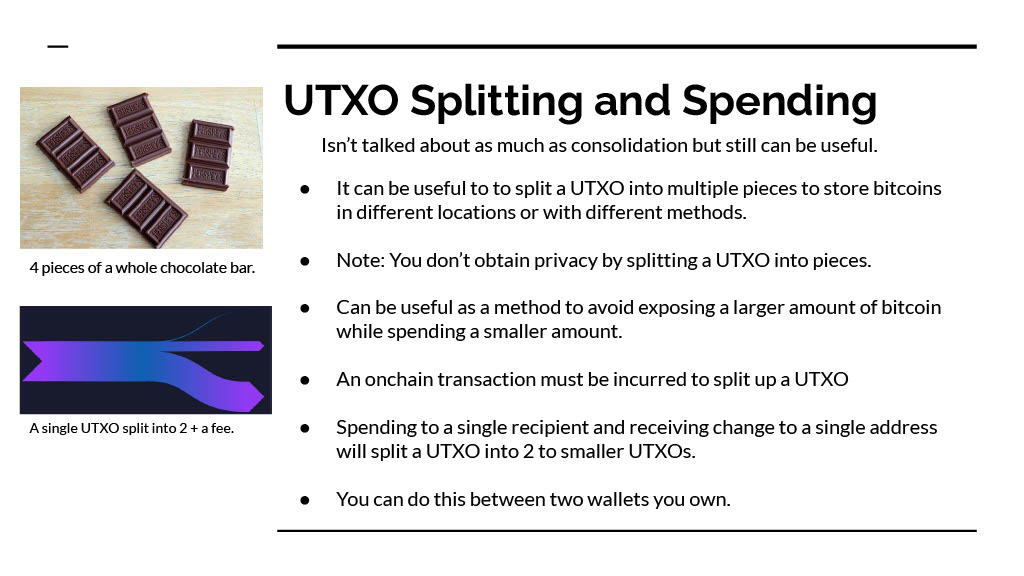 UTXO Splitting and Spending
Isn’t talked about as much as consolidation but still can be useful.
● It can be useful to to split a UTXO into multiple pieces to store bitcoins
in different locations or with different methods.
● Note: You don’t obtain privacy by splitting a UTXO into pieces.
● Can be useful as a method to avoid exposing a larger amount of bitcoin
while spending a smaller amount.
● An onchain transaction must be incurred to split up a UTXO
● Spending to a single recipient and receiving change to a single address
will split a UTXO into 2 to smaller UTXOs.
● You can do this between two wallets you own.
4 pieces of a whole chocolate bar.
A single UTXO split into 2 + a fee.